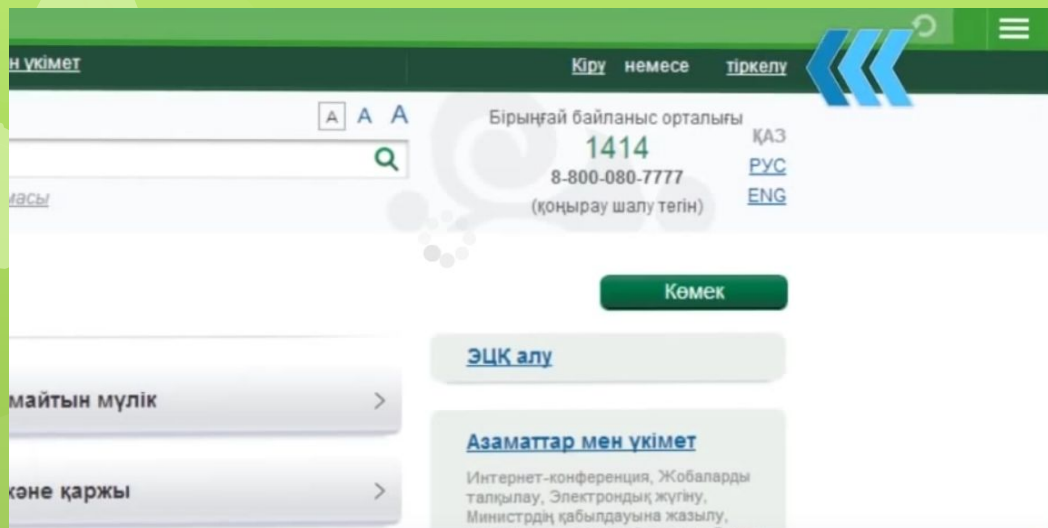 н үкімет
Кіру немесе тіркелу
A A A
Бірыңғай байланыс орталығы
1414
8-800-080-7777
(қоңырау шалу тегін)
ҚАЗ
РУС
ENG
масы
Көмек
ЭЦҚ алу
майтын мүлік
Азаматтар мен үкімет
Интернет-конференция, Жобаларды
талқылау, Электрондық жүгіну,
Министрдің қабылдауына жазылу,
және қаржы